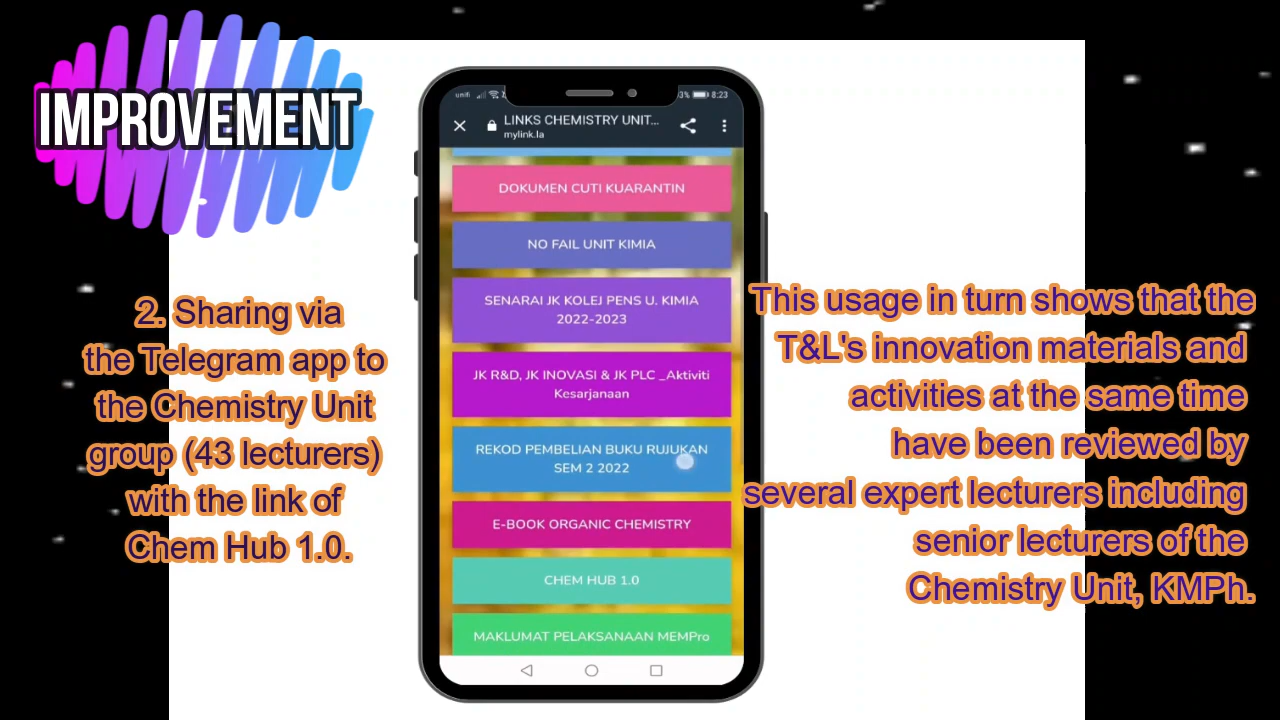 IMPROVEMENT
2. Sharing via
the Telegram app to
the Chemistry Unit
group (43 lecturers)
with the link of
Chem Hub 1.0.
unifi
3% 8:23
LINKS CHEMISTRY UNIT...
mylink.la
DOKUMEN CUTI KUARANTIN
NO FAIL UNIT KIMIA
SENARAI JK KOLEJ PENS U. KIMIA
2022-2023
JK R&D, JK INOVASI & JK PLC _Aktiviti
Kesarjanaan
REKOD PEMBELIAN BUKU RUJUKAN
SEM 2 2022
E-BOOK ORGANIC CHEMISTRY
CHEM HUB 1.0
MAKLUMAT PELAKSANAAN MEMPro
This usage in turn shows that the
T&L's innovation materials and
activities at the same time
have been reviewed by
several expert lecturers including
senior lecturers of the
Chemistry Unit, KMPh.